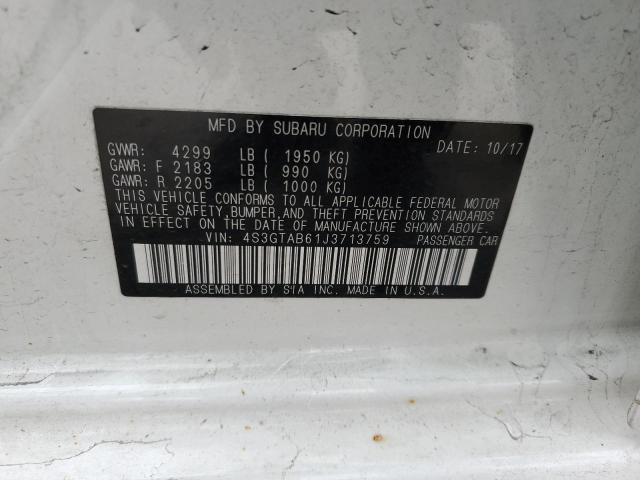 MFD BY SUBARU CORPORATION DATE: 10/17
GVWR: 4299 LB ( 1950 KG)
GAWR: F 2183 LB ( 990 KG)
GAWR: R 2205 LB ( 1000 KG)
THIS VEHICLE CONFORMS TO ALL APPLICABLE FEDERAL MOTOR
VEHICLE SAFETY, BUMPER, AND THEFT PREVENTION STANDARDS
IN EFFECT ON THE DATE OF MANUFACTURE SHOWN ABOVE.
VIN: 4S3GTAB61J3713759 PASSENGER CAR
ASSEMBLED BY SIA INC. MADE IN U.S.A.